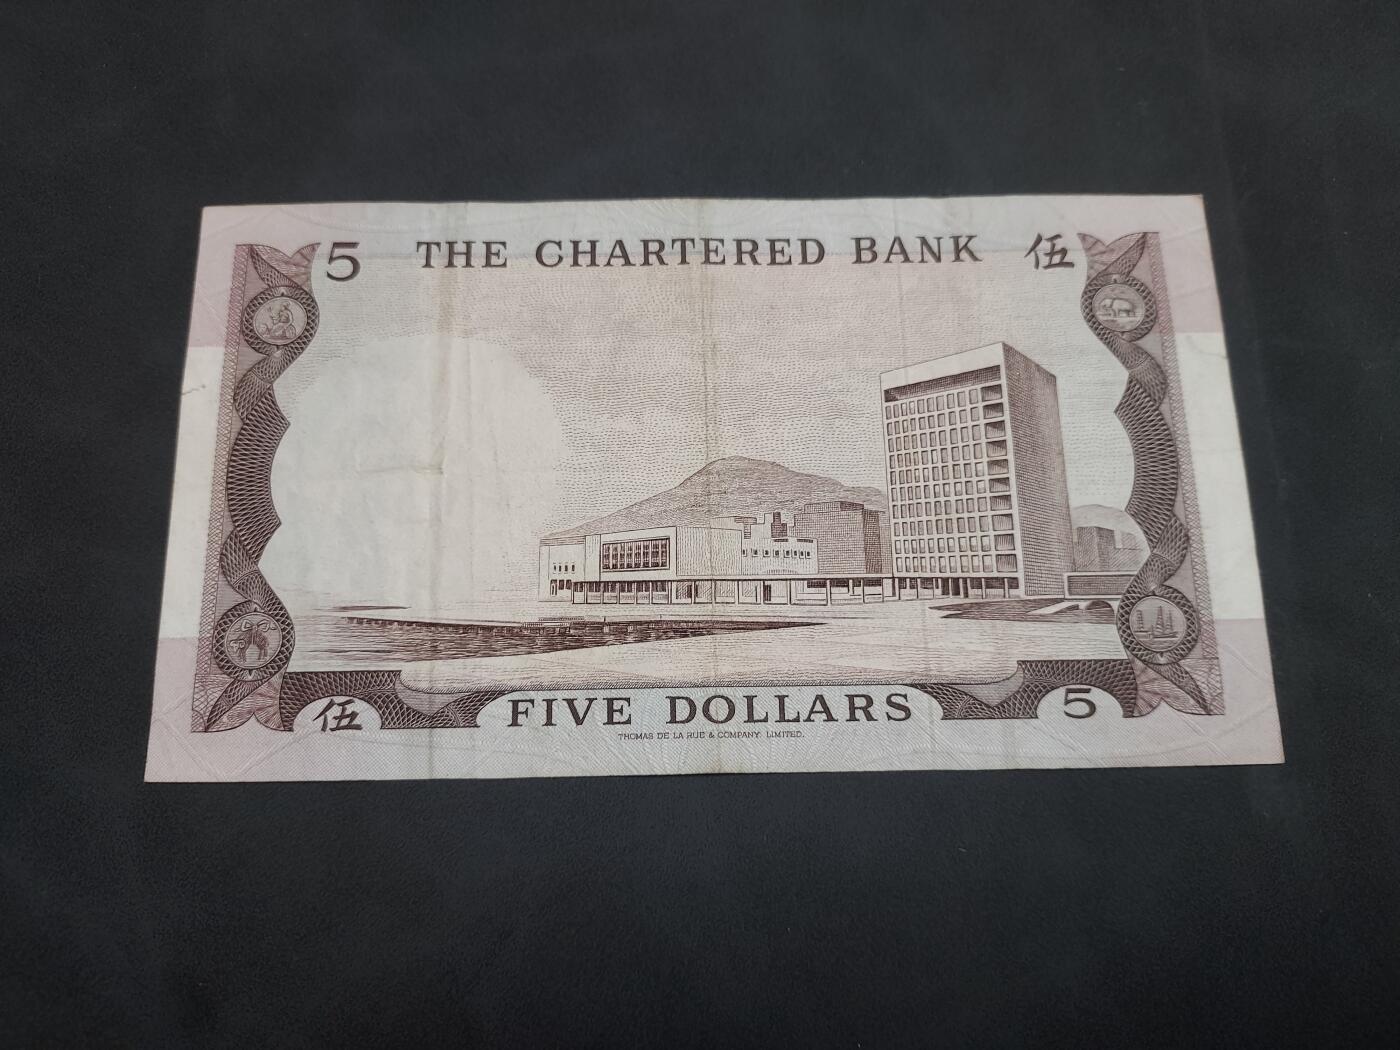 5 THE CHARTERED BANK 伍
伍 FIVE DOLLARS 5
THOMAS DE LA RUE & COMPANY. LIMITED.